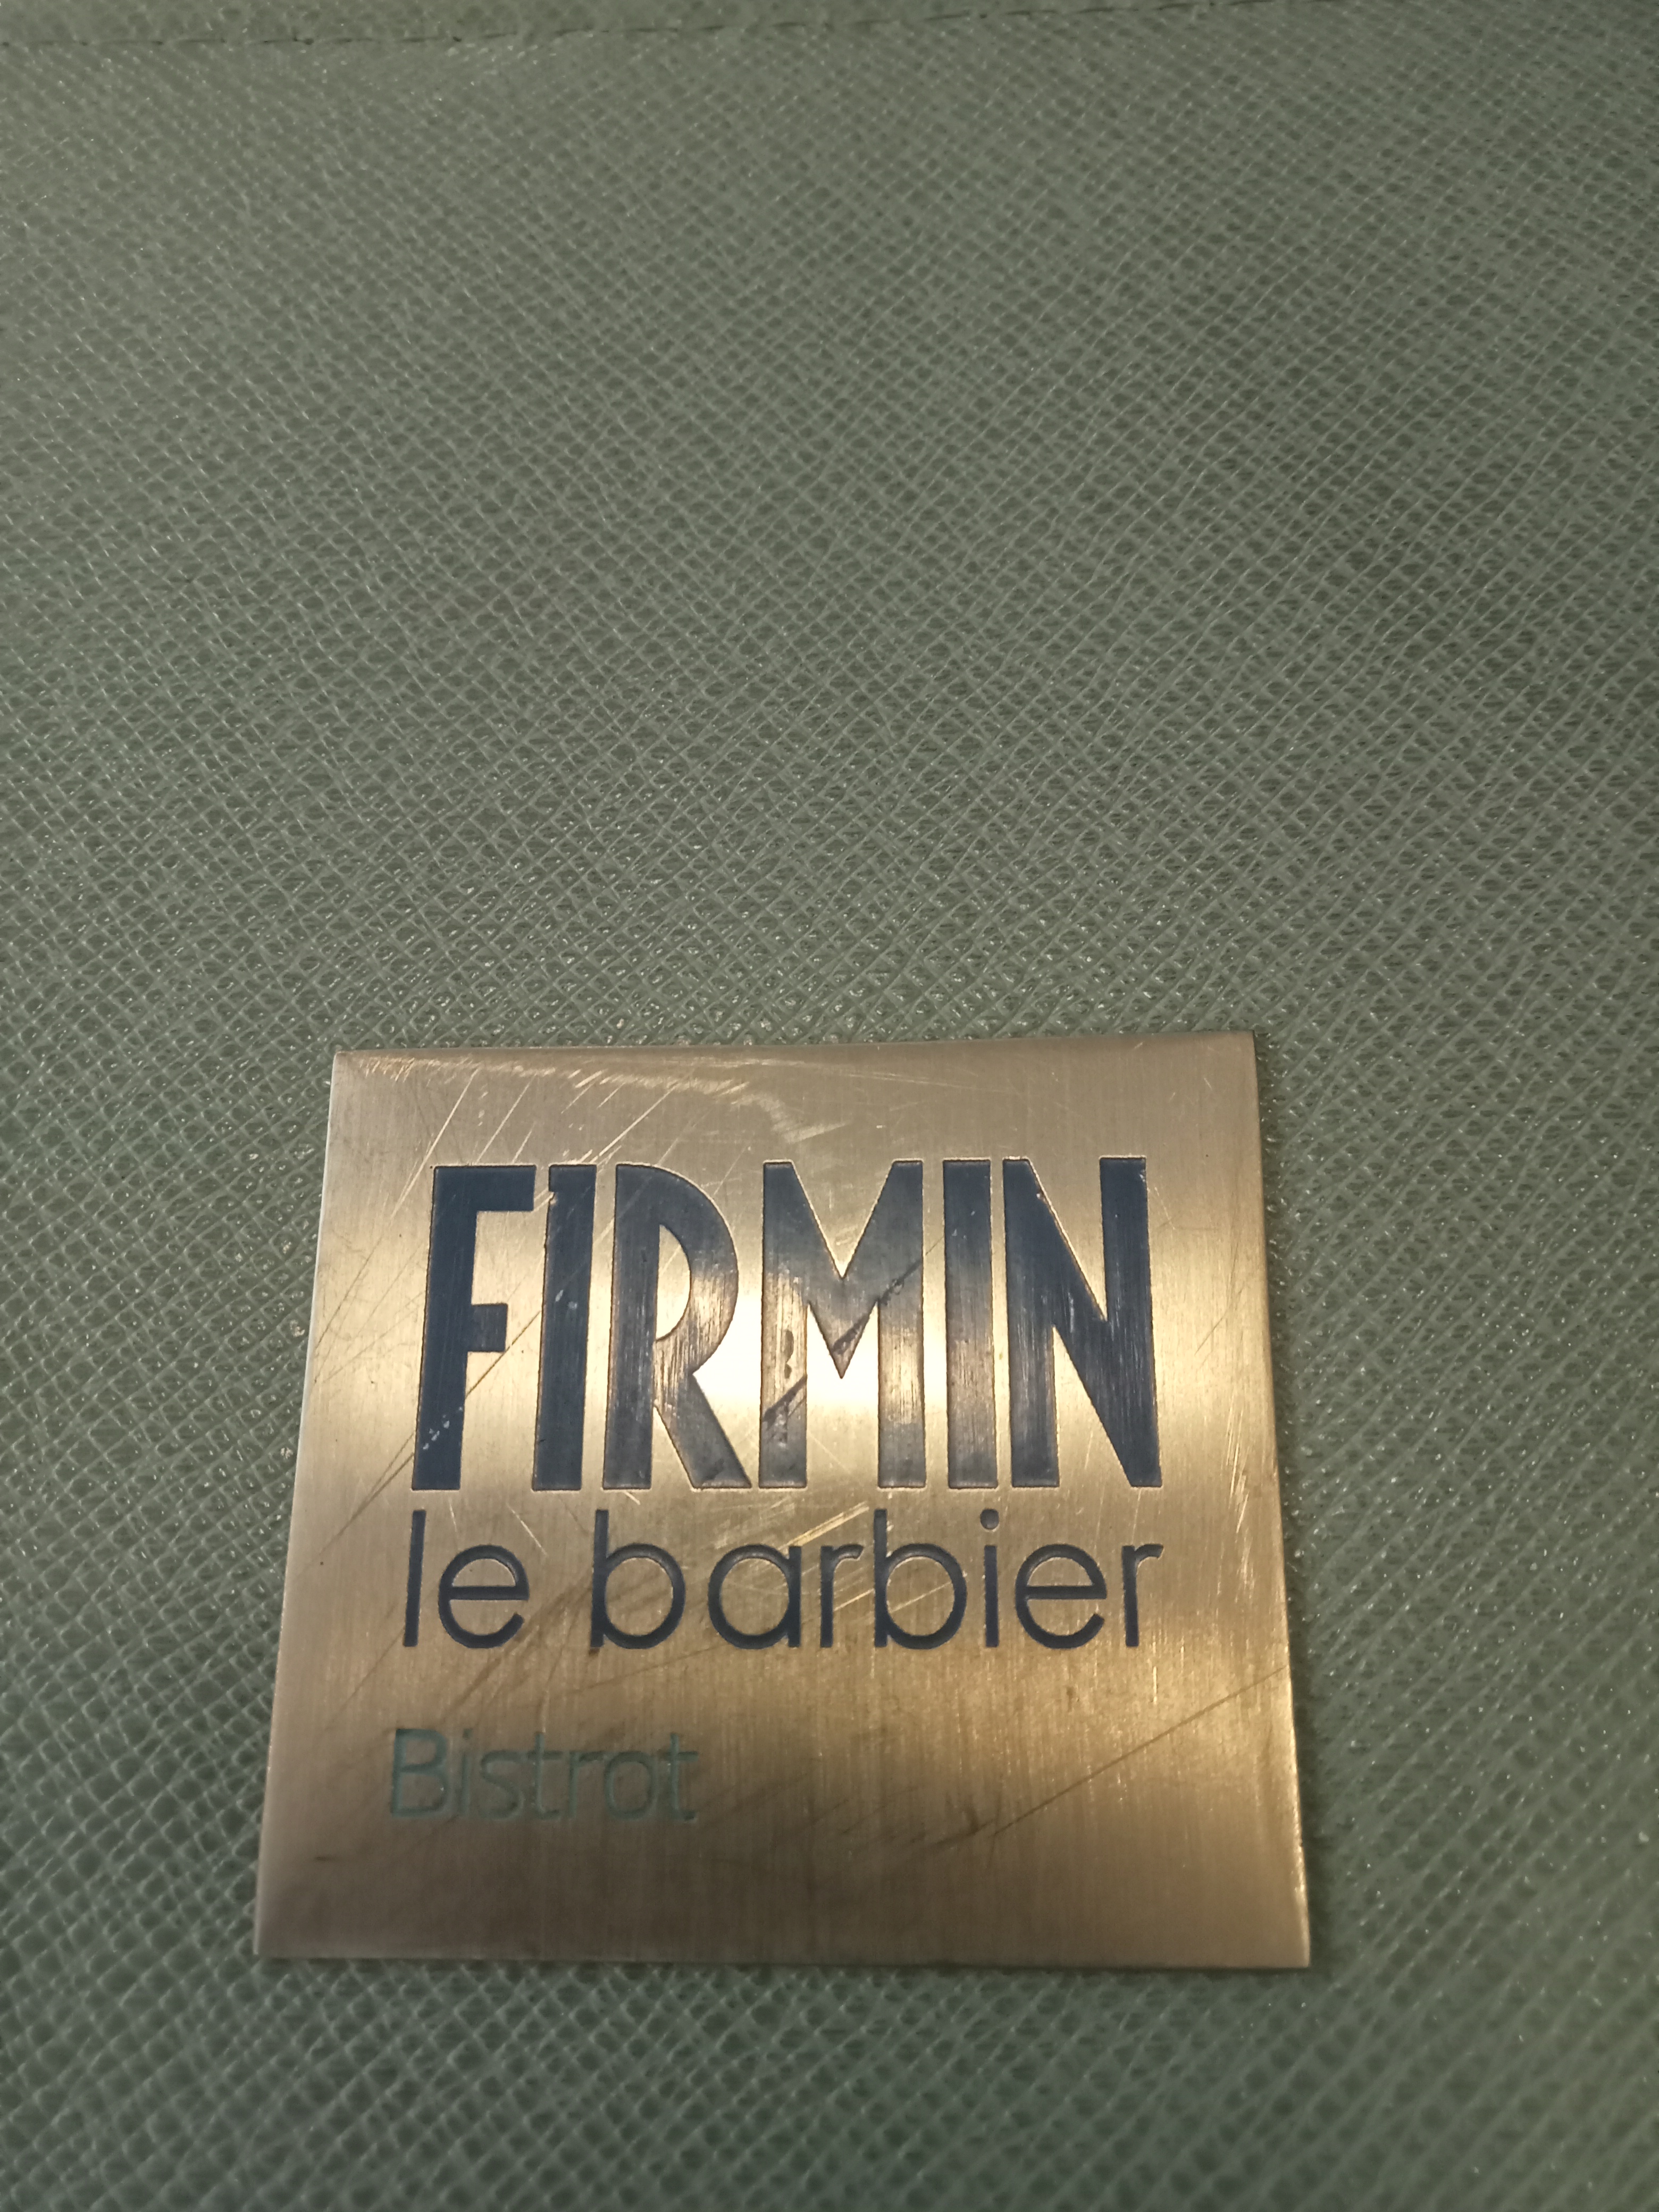 FIRMIN
le barbier
Bistrot